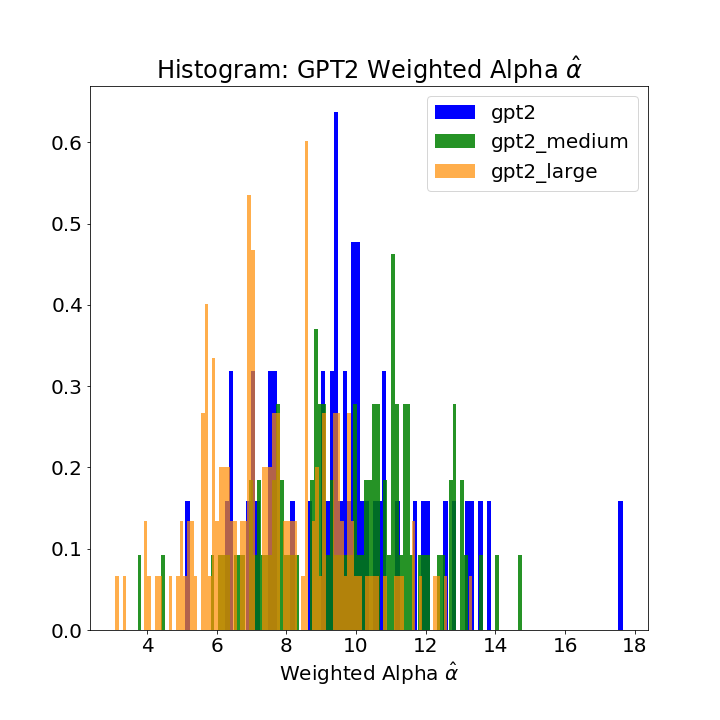 Histogram: GPT2 Weighted Alpha α̂
gpt2
gpt2_medium
gpt2_large
0.6
0.5
0.4
0.3
0.2
0.1
0.0
4 6 8 10 12 14 16 18
Weighted Alpha α̂